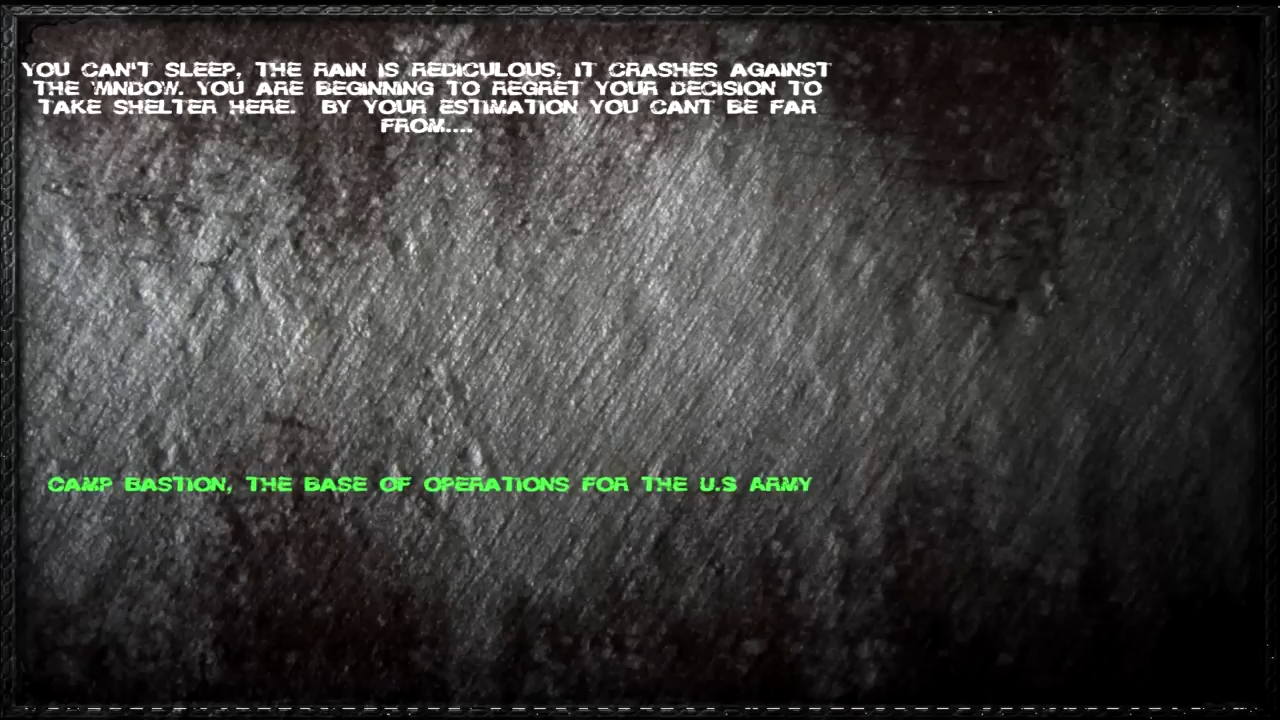 YOU CAN'T SLEEP, THE RAIN IS REDICULOUS, IT CRASHES AGAINST
THE WINDOW. YOU ARE BEGINNING TO REGRET YOUR DECISION TO
TAKE SHELTER HERE. BY YOUR ESTIMATION YOU CANT BE FAR
FROM....
CAMP BASTION, THE BASE OF OPERATIONS FOR THE U.S ARMY